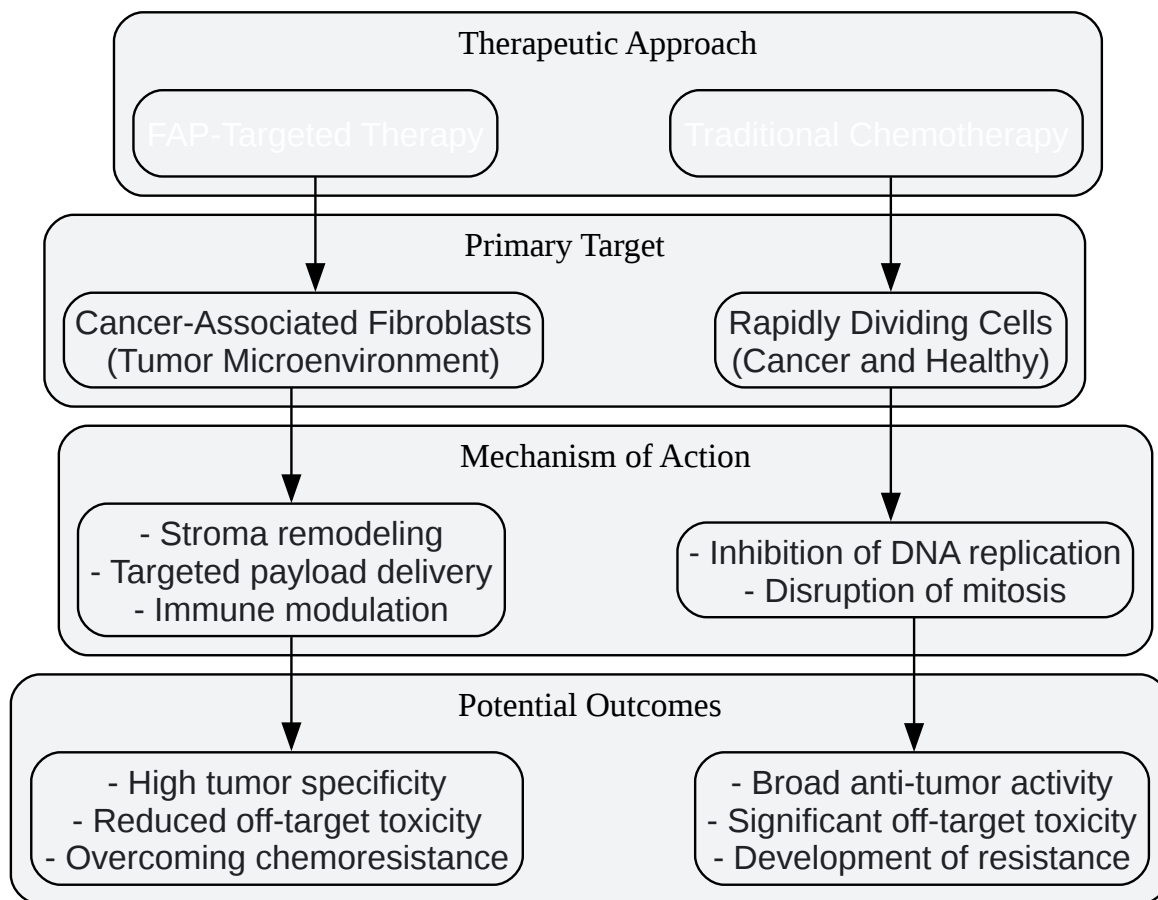 Therapeutic Approach
FAP-Targeted Therapy
Traditional Chemotherapy
Primary Target
Cancer-Associated Fibroblasts
(Tumor Microenvironment)
Rapidly Dividing Cells
(Cancer and Healthy)
Mechanism of Action
- Stroma remodeling
- Targeted payload delivery
- Immune modulation
- Inhibition of DNA replication
- Disruption of mitosis
Potential Outcomes
- High tumor specificity
- Reduced off-target toxicity
- Overcoming chemoresistance
- Broad anti-tumor activity
- Significant off-target toxicity
- Development of resistance